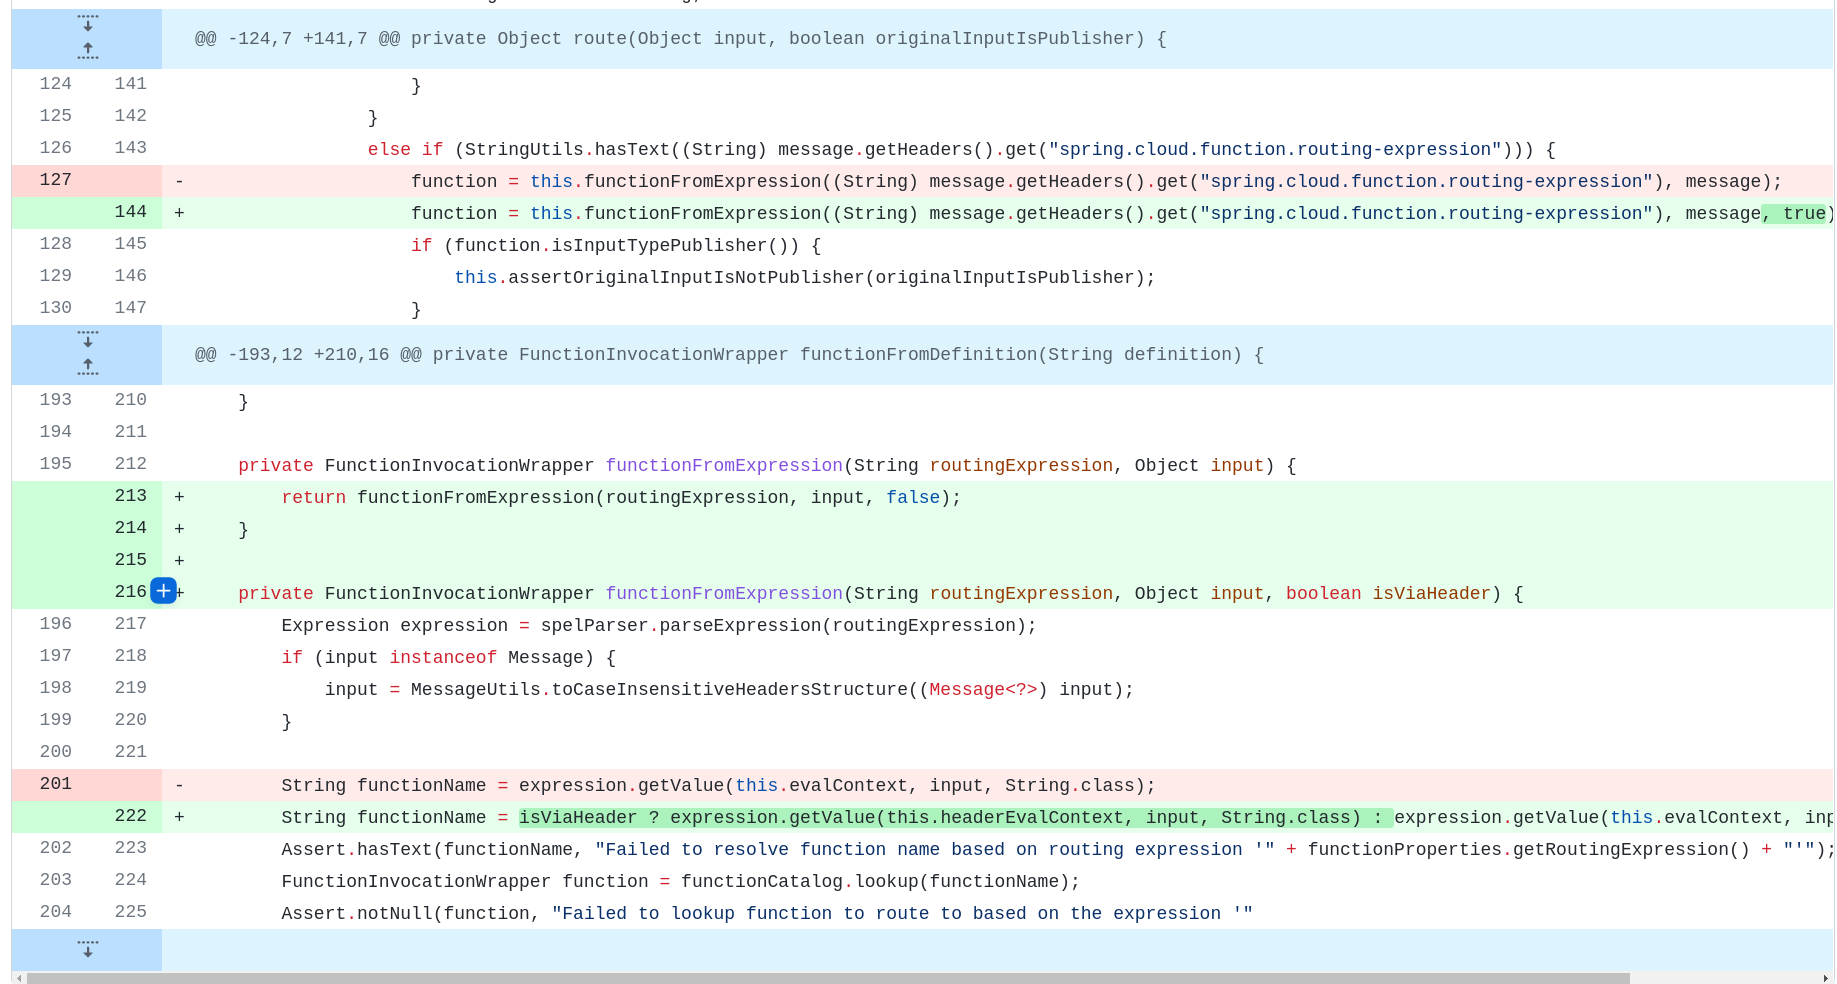 @@ -124,7 +141,7 @@ private Object route(Object input, boolean originalInputIsPublisher) {
124 141 }
125 142 }
126 143 else if (StringUtils.hasText((String) message.getHeaders().get("spring.cloud.function.routing-expression"))) {
127 - function = this.functionFromExpression((String) message.getHeaders().get("spring.cloud.function.routing-expression"), message);
144 + function = this.functionFromExpression((String) message.getHeaders().get("spring.cloud.function.routing-expression"), message, true)
128 145 if (function.isInputTypePublisher()) {
129 146 this.assertOriginalInputIsNotPublisher(originalInputIsPublisher);
130 147 }
@@ -193,12 +210,16 @@ private FunctionInvocationWrapper functionFromDefinition(String definition) {
193 210 }
194 211
195 212 private FunctionInvocationWrapper functionFromExpression(String routingExpression, Object input) {
213 + return functionFromExpression(routingExpression, input, false);
214 + }
215 +
216 + private FunctionInvocationWrapper functionFromExpression(String routingExpression, Object input, boolean isViaHeader) {
196 217 Expression expression = spelParser.parseExpression(routingExpression);
197 218 if (input instanceof Message) {
198 219 input = MessageUtils.toCaseInsensitiveHeadersStructure((Message<?>) input);
199 220 }
200 221
201 - String functionName = expression.getValue(this.evalContext, input, String.class);
222 + String functionName = isViaHeader ? expression.getValue(this.headerEvalContext, input, String.class) : expression.getValue(this.evalContext, inp
202 223 Assert.hasText(functionName, "Failed to resolve function name based on routing expression '" + functionProperties.getRoutingExpression() + "'");
203 224 FunctionInvocationWrapper function = functionCatalog.lookup(functionName);
204 225 Assert.notNull(function, "Failed to lookup function to route to based on the expression '"